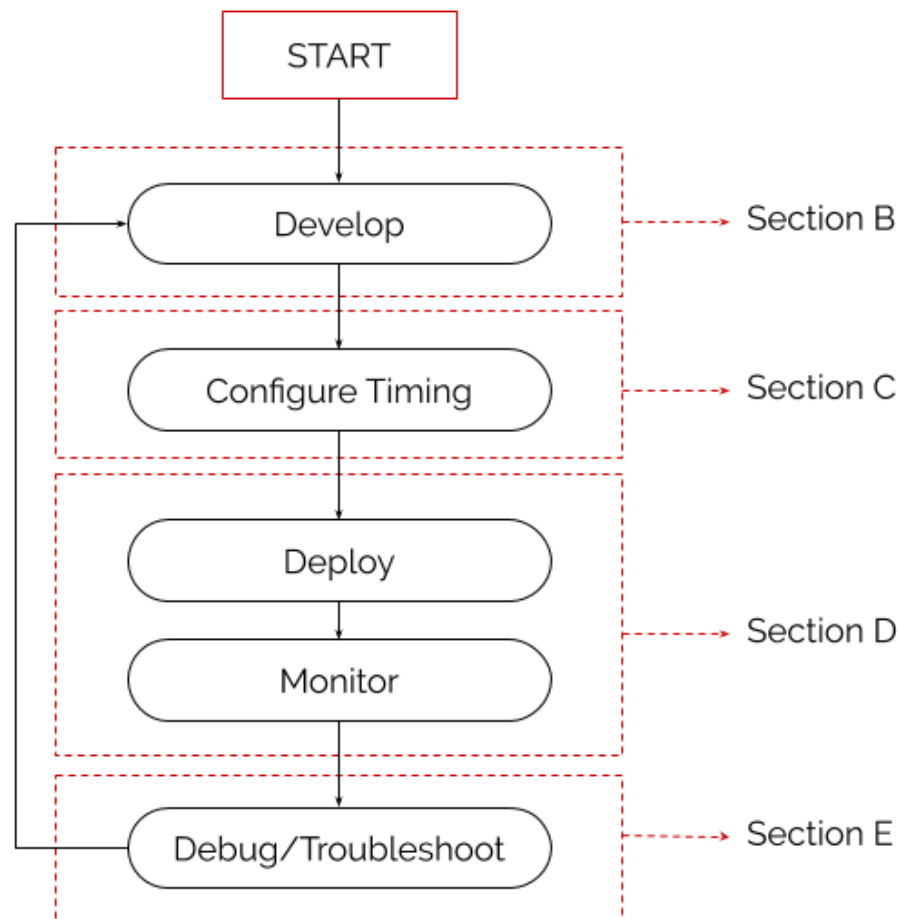 START
Develop
Section B
Configure Timing
Section C
Deploy
Section D
Monitor
Debug/Troubleshoot
Section E